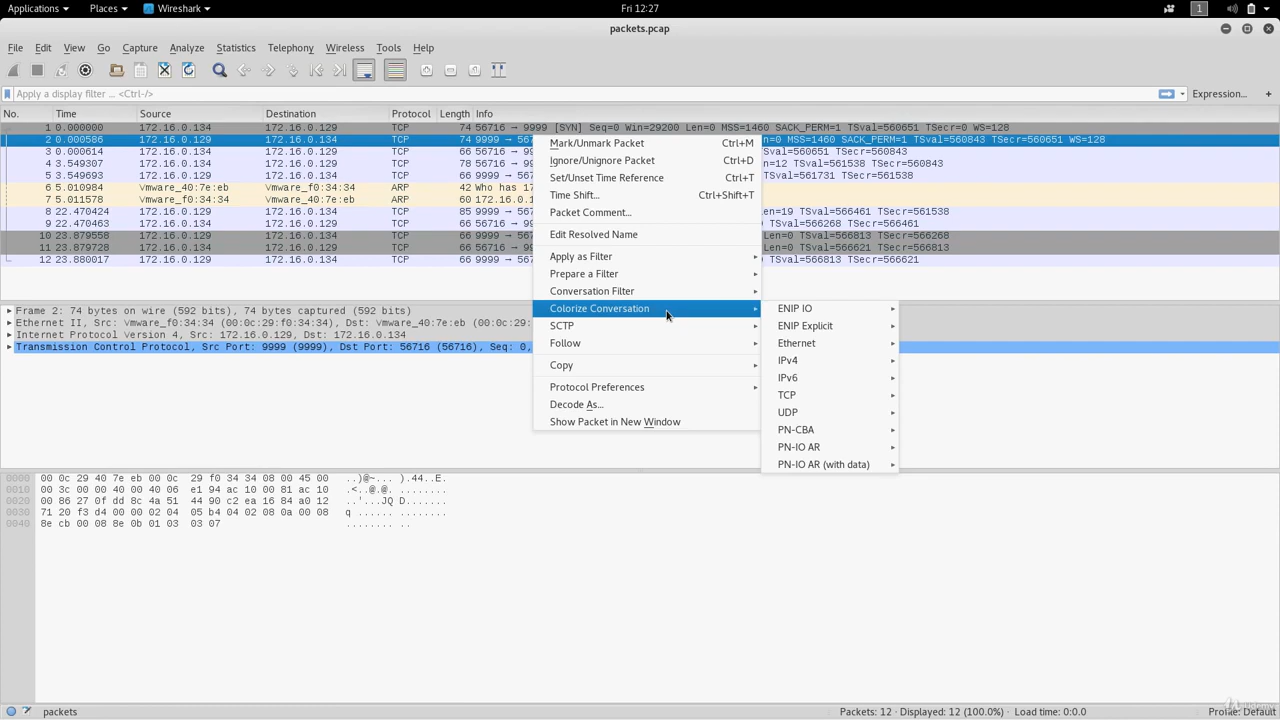 Applications Places Wireshark Fri 12:27 1
packets.pcap
File Edit View Go Capture Analyze Statistics Telephony Wireless Tools Help
Apply a display filter ... <Ctrl-/> Expression... +
No. Time Source Destination Protocol Length Info
1 0.000000 172.16.0.134 172.16.0.129 TCP 74 56716 → 9999 [SYN] Seq=0 Win=29200 Len=0 MSS=1460 SACK_PERM=1 TSval=560651 TSecr=0 WS=128
2 0.000586 172.16.0.129 172.16.0.134 TCP 74 9999 → 567 n=0 MSS=1460 SACK_PERM=1 TSval=560843 TSecr=560651 WS=128
3 0.000614 172.16.0.134 172.16.0.129 TCP 66 56716 → 99 TSval=560651 TSecr=560843
4 3.549307 172.16.0.134 172.16.0.129 TCP 78 56716 → 99 n=12 TSval=561538 TSecr=560843
5 3.549693 172.16.0.129 172.16.0.134 TCP 66 9999 → 567 TSval=561731 TSecr=561538
6 5.010984 Vmware_40:7e:eb Vmware_f0:34:34 ARP 42 Who has 17
7 5.011578 Vmware_f0:34:34 Vmware_40:7e:eb ARP 60 172.16.0.1
8 22.470424 172.16.0.129 172.16.0.134 TCP 85 9999 → 567 en=19 TSval=566461 TSecr=561538
9 22.470463 172.16.0.134 172.16.0.129 TCP 66 56716 → 99 TSval=566268 TSecr=566461
10 23.879558 172.16.0.129 172.16.0.134 TCP 66 9999 → 567 Len=0 TSval=566813 TSecr=566268
11 23.879728 172.16.0.134 172.16.0.129 TCP 66 56716 → 99 Len=0 TSval=566621 TSecr=566813
12 23.880017 172.16.0.129 172.16.0.134 TCP 66 9999 → 567 TSval=566813 TSecr=566621
Mark/Unmark Packet Ctrl+M
Ignore/Unignore Packet Ctrl+D
Set/Unset Time Reference Ctrl+T
Time Shift... Ctrl+Shift+T
Packet Comment...
Edit Resolved Name
Apply as Filter
Prepare a Filter
Conversation Filter
Colorize Conversation
SCTP
Follow
Copy
Protocol Preferences
Decode As...
Show Packet in New Window
ENIP IO
ENIP Explicit
Ethernet
IPv4
IPv6
TCP
UDP
PN-CBA
PN-IO AR
PN-IO AR (with data)
Frame 2: 74 bytes on wire (592 bits), 74 bytes captured (592 bits)
Ethernet II, Src: Vmware_f0:34:34 (00:0c:29:f0:34:34), Dst: Vmware_40:7e:eb (00:0c:29:
Internet Protocol Version 4, Src: 172.16.0.129, Dst: 172.16.0.134
Transmission Control Protocol, Src Port: 9999 (9999), Dst Port: 56716 (56716), Seq: 0,
0000 00 0c 29 40 7e eb 00 0c 29 f0 34 34 08 00 45 00 ..)@~... ).44..E.
0010 00 3c 00 00 40 00 40 06 e1 94 ac 10 00 81 ac 10 .<..@.@. ........
0020 00 86 27 0f dd 8c 4a 51 44 90 c2 ea 16 84 a0 12 ..'...JQ D.......
0030 71 20 f3 d4 00 00 02 04 05 b4 04 02 08 0a 00 08 q ...... ........
0040 8e cb 00 08 8e 0b 01 03 03 07 ........ ..
packets Packets: 12 · Displayed: 12 (100.0%) · Load time: 0:0.0 Profile: Default